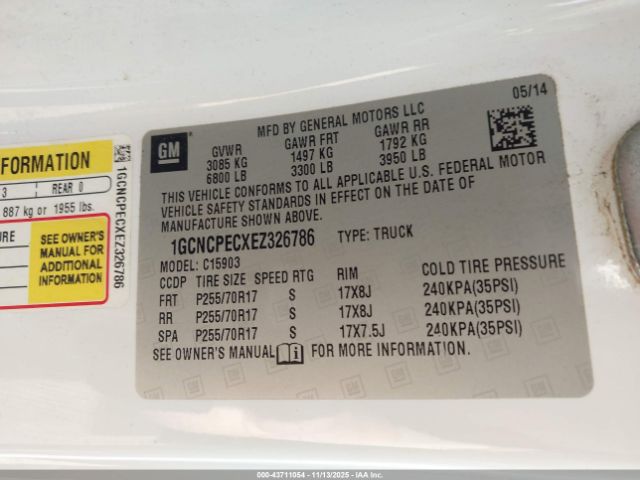 NFORMATION
3 REAR 0
887 kg or 1955 lbs.
SEE OWNER'S
MANUAL FOR
ADDITIONAL
INFORMATION
1GCNCPECXEZ326786
GM
05/14
MFD BY GENERAL MOTORS LLC
GVWR GAWR FRT GAWR RR
3085 KG 1497 KG 1792 KG
6800 LB 3300 LB 3950 LB
THIS VEHICLE CONFORMS TO ALL APPLICABLE U.S. FEDERAL MOTOR
VEHICLE SAFETY STANDARDS IN EFFECT ON THE DATE OF
MANUFACTURE SHOWN ABOVE.
1GCNCPECXEZ326786 TYPE: TRUCK
MODEL: C15903
CCDP TIRE SIZE SPEED RTG RIM COLD TIRE PRESSURE
FRT P255/70R17 S 17X8J 240KPA(35PSI)
RR P255/70R17 S 17X8J 240KPA(35PSI)
SPA P255/70R17 S 17X7.5J 240KPA(35PSI)
SEE OWNER'S MANUAL i FOR MORE INFORMATION.
000-43711054 - 11/13/2025 - IAA Inc.